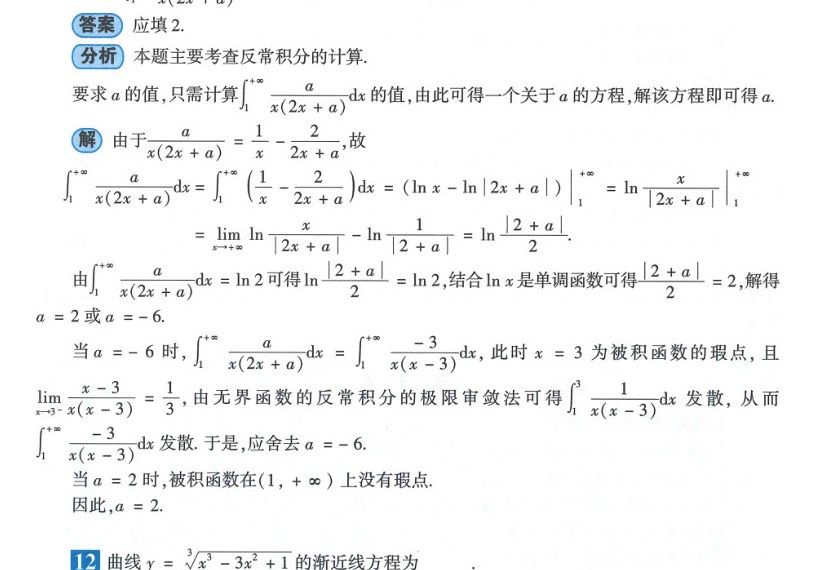 x(2x + a)
答案 应填2.
分析 本题主要考查反常积分的计算.
要求 a 的值,只需计算∫₁^{+∞} a/(x(2x + a)) dx 的值,由此可得一个关于 a 的方程,解该方程即可得 a.
解 由于 a/(x(2x + a)) = 1/x - 2/(2x + a),故
∫₁^{+∞} a/(x(2x + a)) dx = ∫₁^{+∞} (1/x - 2/(2x + a)) dx = (ln x - ln|2x + a|)|₁^{+∞} = ln x/|2x + a| |₁^{+∞}
= lim_{x→+∞} ln x/|2x + a| - ln 1/|2 + a| = ln |2 + a|/2.
由∫₁^{+∞} a/(x(2x + a)) dx = ln 2 可得 ln |2 + a|/2 = ln 2,结合 ln x 是单调函数可得 |2 + a|/2 = 2,解得
a = 2 或 a = - 6.
当 a = - 6 时,∫₁^{+∞} a/(x(2x + a)) dx = ∫₁^{+∞} -3/(x(x - 3)) dx, 此时 x = 3 为被积函数的瑕点, 且
lim_{x→3⁻} (x - 3)/(x(x - 3)) = 1/3, 由无界函数的反常积分的极限审敛法可得∫₁³ 1/(x(x - 3)) dx 发散, 从而
∫₁^{+∞} -3/(x(x - 3)) dx 发散. 于是,应舍去 a = - 6.
当 a = 2 时,被积函数在(1, + ∞ ) 上没有瑕点.
因此,a = 2.
12 曲线 y = ∛(x³ - 3x² + 1) 的渐近线方程为        .